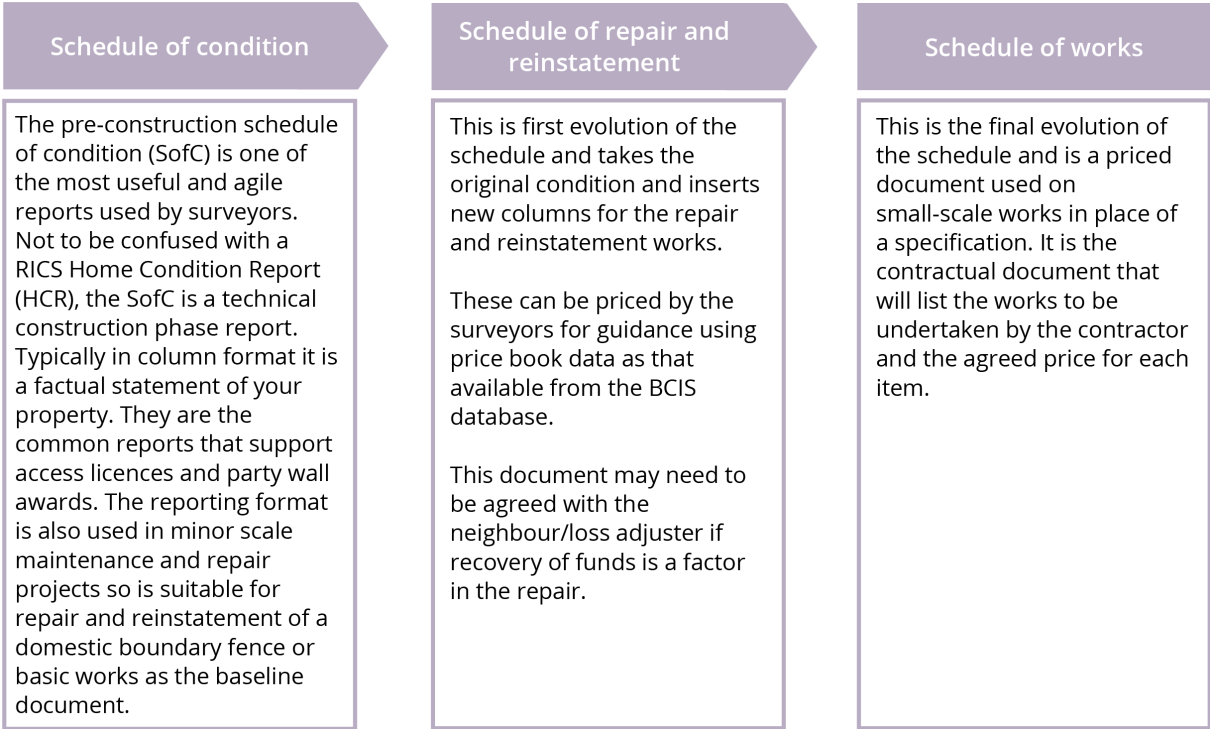 Schedule of condition
The pre-construction schedule
of condition (SofC) is one of
the most useful and agile
reports used by surveyors.
Not to be confused with a
RICS Home Condition Report
(HCR), the SofC is a technical
construction phase report.
Typically in column format it is
a factual statement of your
property. They are the
common reports that support
access licences and party wall
awards. The reporting format
is also used in minor scale
maintenance and repair
projects so is suitable for
repair and reinstatement of a
domestic boundary fence or
basic works as the baseline
document.
Schedule of repair and
reinstatement
This is first evolution of the
schedule and takes the
original condition and inserts
new columns for the repair
and reinstatement works.
These can be priced by the
surveyors for guidance using
price book data as that
available from the BCIS
database.
This document may need to
be agreed with the
neighbour/loss adjuster if
recovery of funds is a factor
in the repair.
Schedule of works
This is the final evolution of
the schedule and is a priced
document used on
small-scale works in place of
a specification. It is the
contractual document that
will list the works to be
undertaken by the contractor
and the agreed price for each
item.